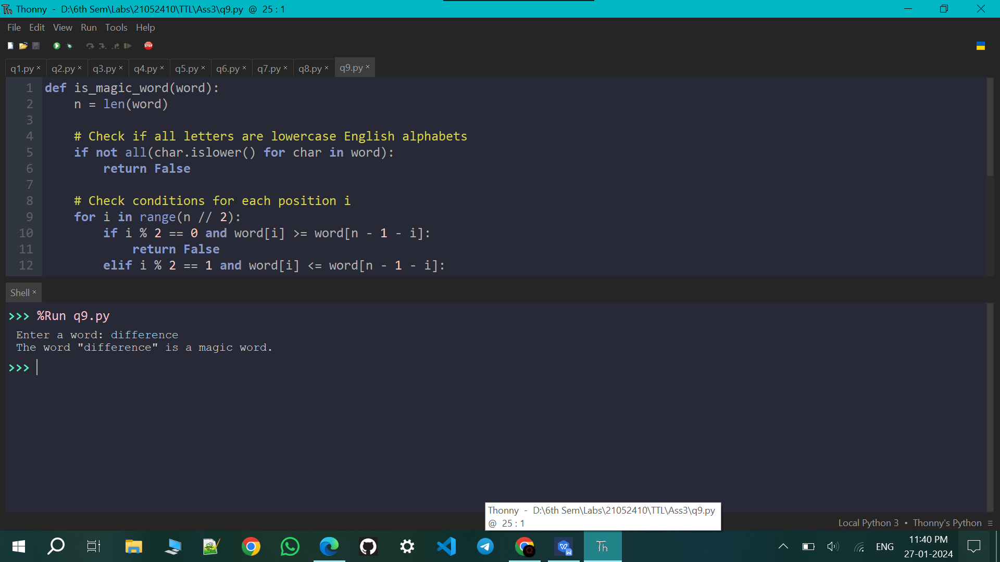 Th Thonny - D:\6th Sem\Labs\21052410\TTL\Ass3\q9.py @ 25 : 1
File Edit View Run Tools Help
STOP
q1.py × q2.py × q3.py × q4.py × q5.py × q6.py × q7.py × q8.py × q9.py ×
1 def is_magic_word(word):
2     n = len(word)
3
4     # Check if all letters are lowercase English alphabets
5     if not all(char.islower() for char in word):
6         return False
7
8     # Check conditions for each position i
9     for i in range(n // 2):
10         if i % 2 == 0 and word[i] >= word[n - 1 - i]:
11             return False
12         elif i % 2 == 1 and word[i] <= word[n - 1 - i]:
Shell ×
>>> %Run q9.py
Enter a word: difference
The word "difference" is a magic word.
>>>
Thonny - D:\6th Sem\Labs\21052410\TTL\Ass3\q9.py
@ 25 : 1
Local Python 3 • Thonny's Python ≡
W Th
ENG
11:40 PM
27-01-2024